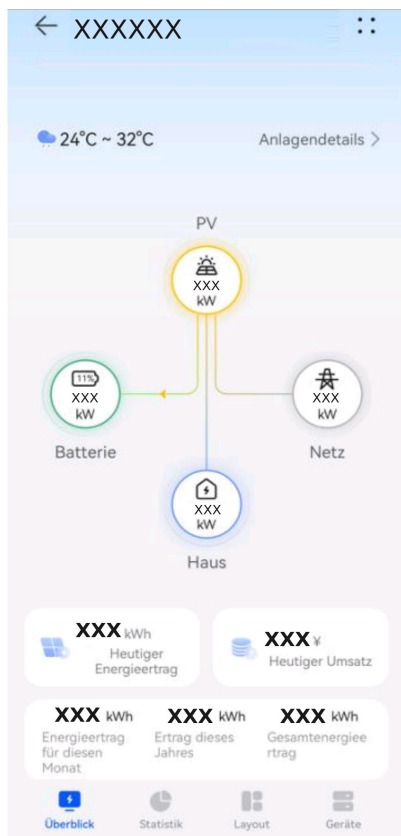 XXXXXX
24°C ~ 32°C
Anlagendetails
PV
XXX
kW
11%
XXX
kW
XXX
kW
Batterie
Netz
XXX
kW
Haus
XXX kWh
Heutiger
Energieertrag
XXX ¥
Heutiger Umsatz
XXX kWh
XXX kWh
XXX kWh
Energieertrag
für diesen
Monat
Ertrag dieses
Jahres
Gesamtenergiee
rtrag
Überblick
Statistik
Layout
Geräte